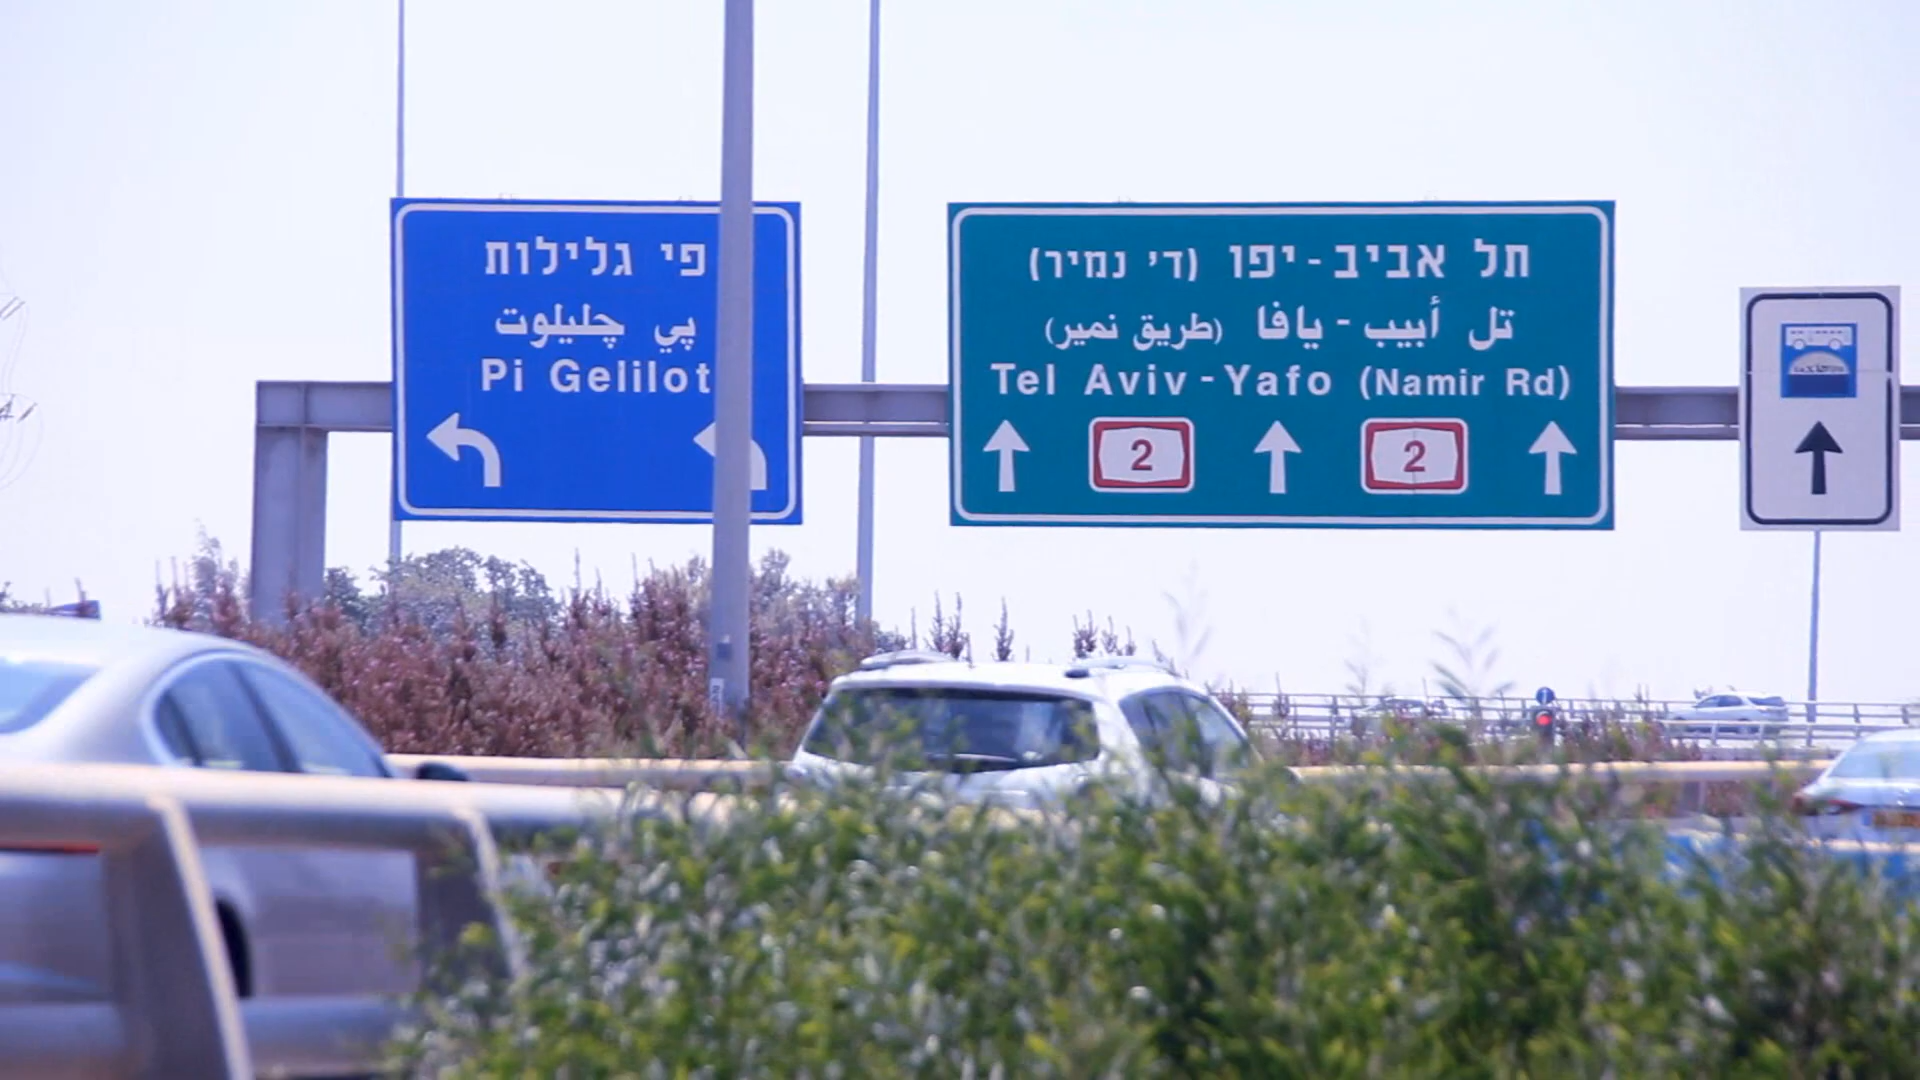 פי גלילות
پي چليلوت
Pi Gelilot
תל אביב - יפו (די נמיר)
تل أبيب - يافا (طريق نمير)
Tel Aviv - Yafo (Namir Rd)
2 2